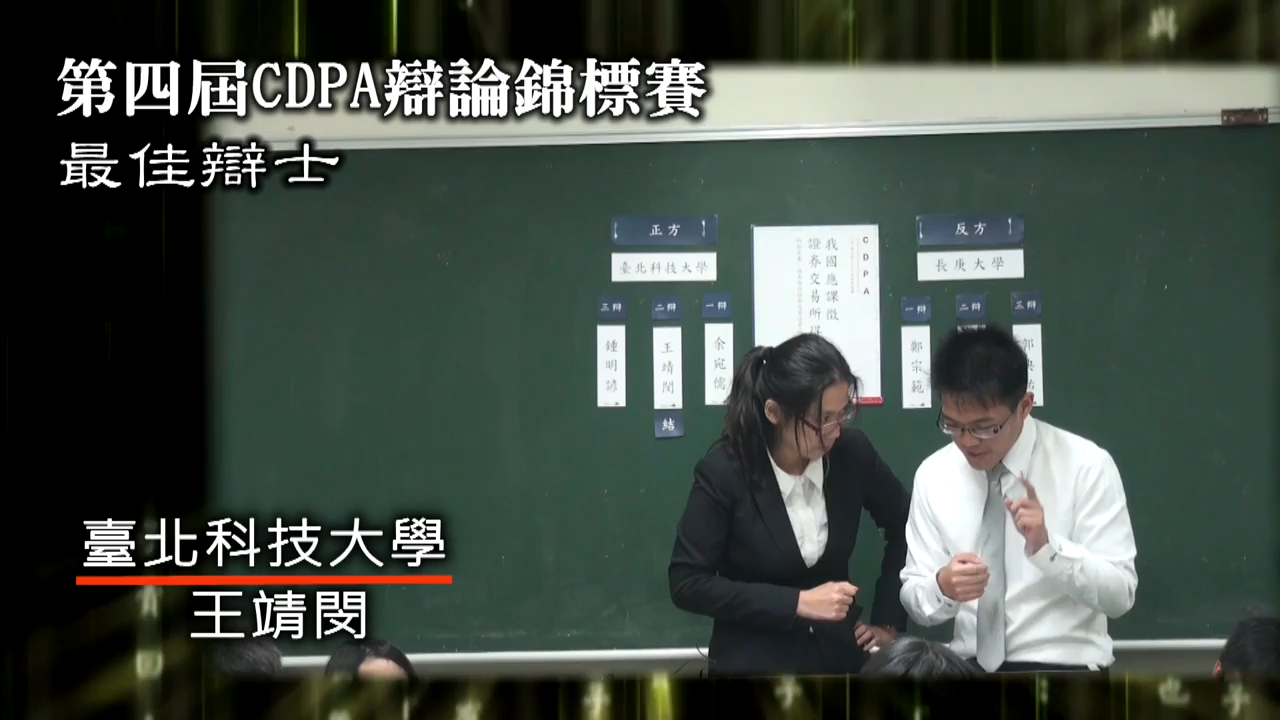 第四屆CDPA辯論錦標賽
最佳辯士
正方
臺北科技大學
三辯
鍾明諺
二辯
王靖閔
結
一辯
余宛儒
CDPA
我國應課徵
證券交易所得
反方
長庚大學
一辯
鄭宗範
二辯
三辯
郭
臺北科技大學
王靖閔